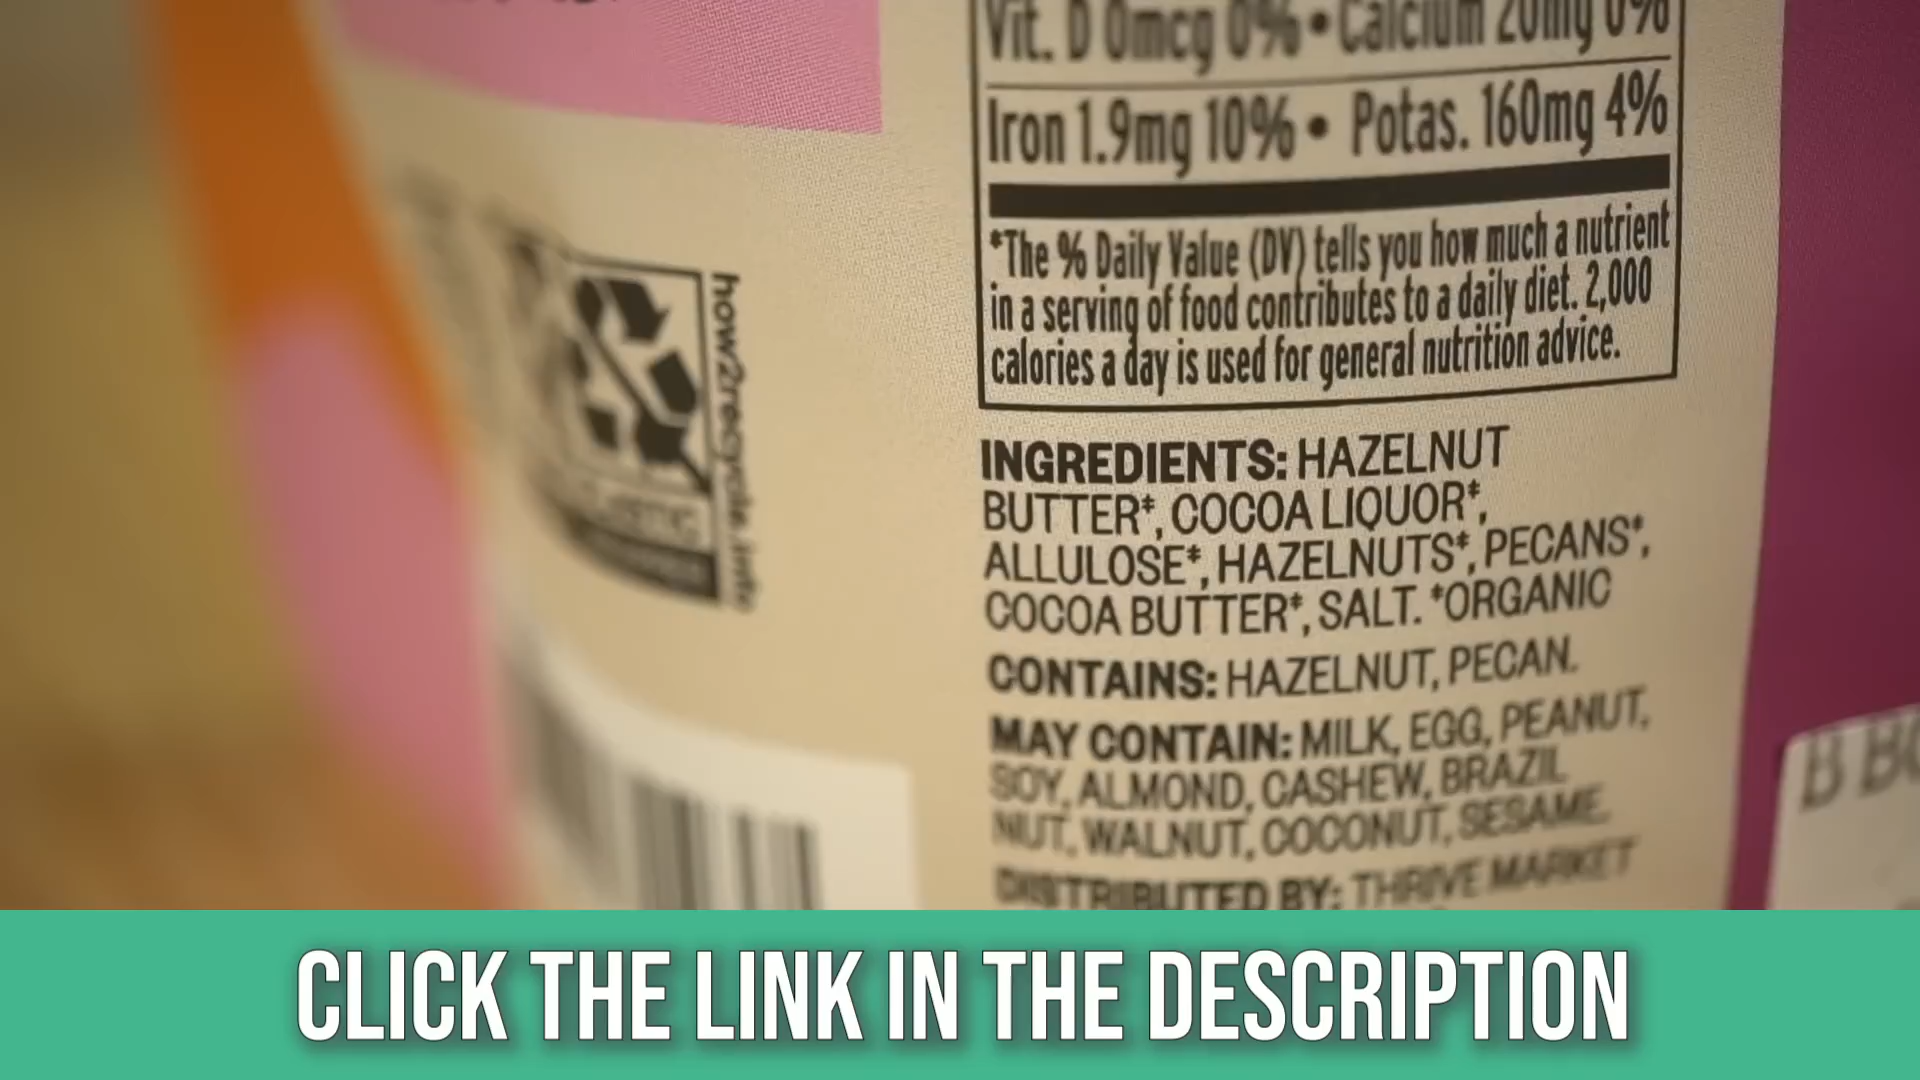 Vit. D 0mcg 0% • Calcium 20mg 0%
Iron 1.9mg 10% • Potas. 160mg 4%
*The % Daily Value (DV) tells you how much a nutrient
in a serving of food contributes to a daily diet. 2,000
calories a day is used for general nutrition advice.
how2recycle.info
INGREDIENTS: HAZELNUT
BUTTER‡, COCOA LIQUOR‡,
ALLULOSE‡, HAZELNUTS‡, PECANS‡,
COCOA BUTTER‡, SALT. ‡ORGANIC
CONTAINS: HAZELNUT, PECAN.
MAY CONTAIN: MILK, EGG, PEANUT,
SOY, ALMOND, CASHEW, BRAZIL
NUT, WALNUT, COCONUT, SESAME.
DISTRIBUTED BY: THRIVE MARKET
CLICK THE LINK IN THE DESCRIPTION